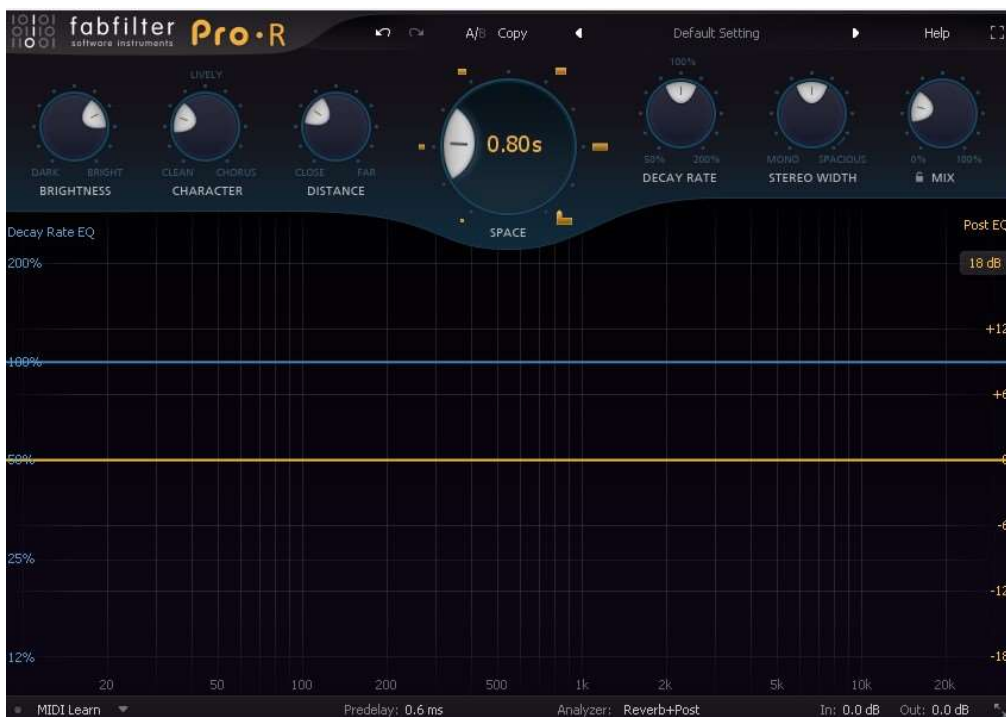 fabfilter
software instruments
Pro·R
A/B Copy
Default Setting
Help
LIVELY
100%
DARK BRIGHT
CLEAN CHORUS
CLOSE FAR
0.80s
50% 200%
MONO SPACIOUS
0% 100%
BRIGHTNESS
CHARACTER
DISTANCE
DECAY RATE
STEREO WIDTH
MIX
SPACE
Decay Rate EQ
Post EQ
200%
18 dB
+12
100%
+6
50%
0
-6
25%
-12
12%
-18
20 50 100 200 500 1k 2k 5k 10k 20k
MIDI Learn
Predelay: 0.6 ms
Analyzer: Reverb+Post
In: 0.0 dB Out: 0.0 dB